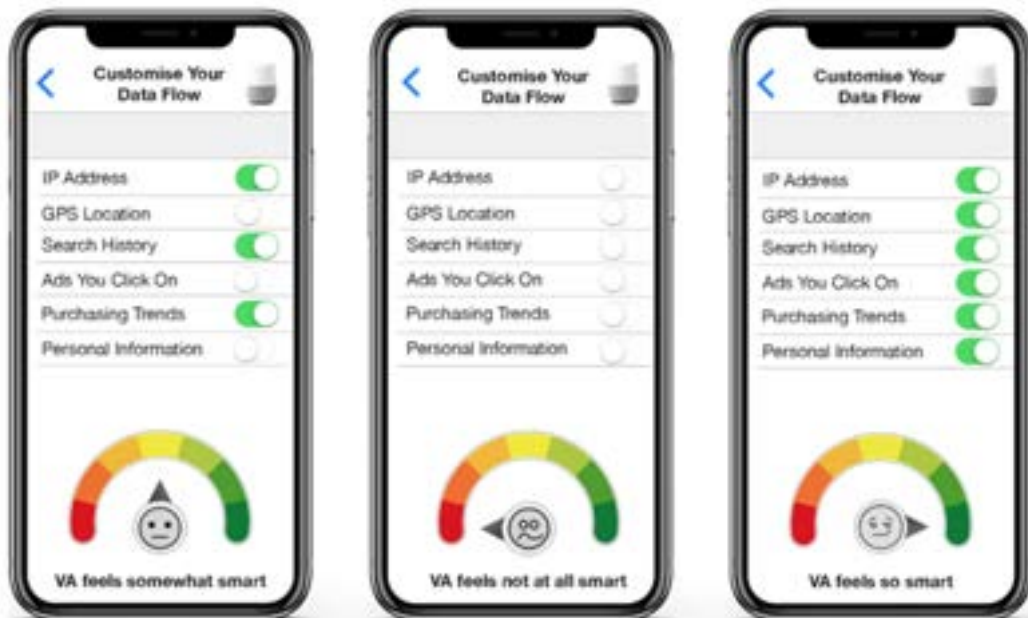 Customise Your
Data Flow
IP Address
GPS Location
Search History
Ads You Click On
Purchasing Trends
Personal Information
VA feels somewhat smart
Customise Your
Data Flow
IP Address
GPS Location
Search History
Ads You Click On
Purchasing Trends
Personal Information
VA feels not at all smart
Customise Your
Data Flow
IP Address
GPS Location
Search History
Ads You Click On
Purchasing Trends
Personal Information
VA feels so smart